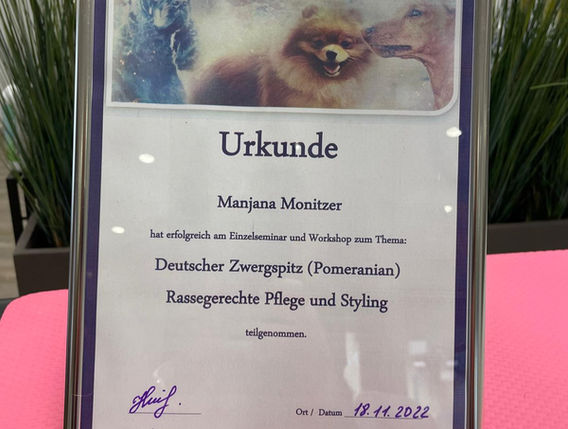 Urkunde
Manjana Monitzer
hat erfolgreich am Einzelseminar und Workshop zum Thema:
Deutscher Zwergspitz (Pomeranian)
Rassegerechte Pflege und Styling
teilgenommen.
Ort / Datum 18.11.2022